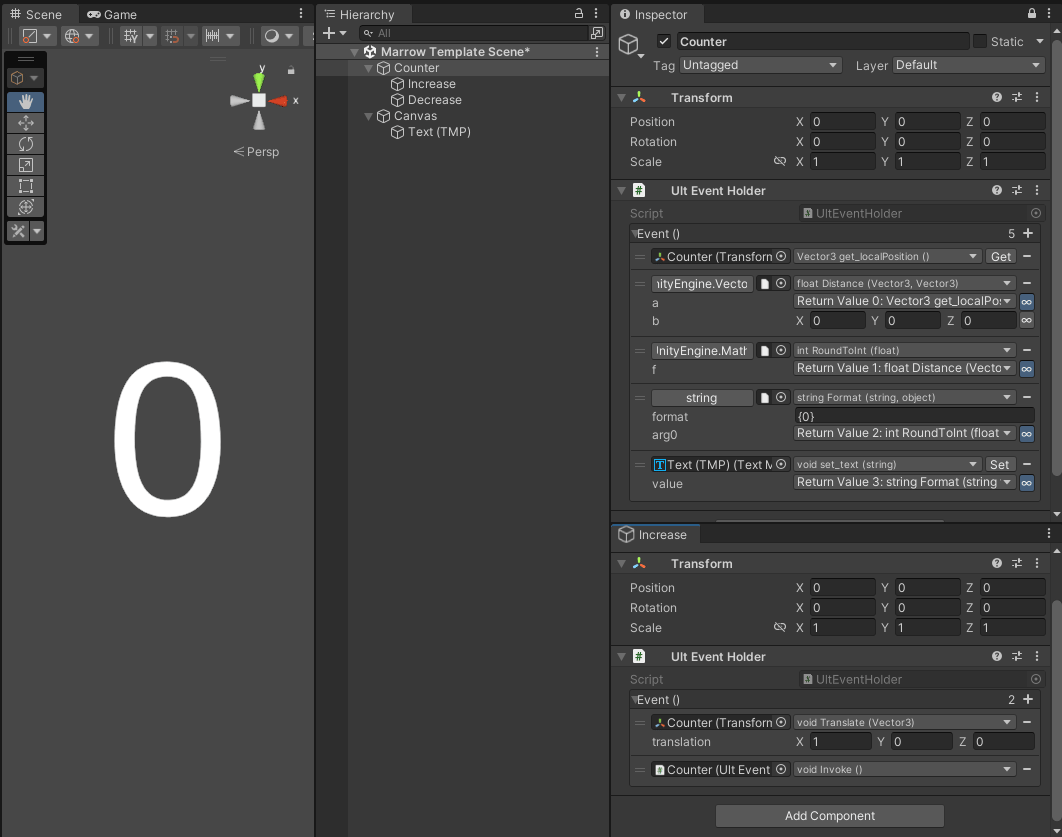 Scene
Game
Y
y
x
Persp
0
Hierarchy
All
Marrow Template Scene*
Counter
Increase
Decrease
Canvas
Text (TMP)
Inspector
Counter
Static
Tag Untagged
Layer Default
Transform
Position X 0 Y 0 Z 0
Rotation X 0 Y 0 Z 0
Scale X 1 Y 1 Z 1
# Ult Event Holder
Script # UltEventHolder
Event () 5
Counter (Transforn Vector3 get_localPosition () Get
nityEngine.Vecto float Distance (Vector3, Vector3)
a Return Value 0: Vector3 get_localPos
b X 0 Y 0 Z 0
UnityEngine.Math int RoundToInt (float)
f Return Value 1: float Distance (Vecto
string string Format (string, object)
format {0}
arg0 Return Value 2: int RoundToInt (float
Text (TMP) (Text M void set_text (string) Set
value Return Value 3: string Format (string
Increase
Transform
Position X 0 Y 0 Z 0
Rotation X 0 Y 0 Z 0
Scale X 1 Y 1 Z 1
# Ult Event Holder
Script # UltEventHolder
Event () 2
Counter (Transforn void Translate (Vector3)
translation X 1 Y 0 Z 0
# Counter (Ult Event void Invoke ()
Add Component